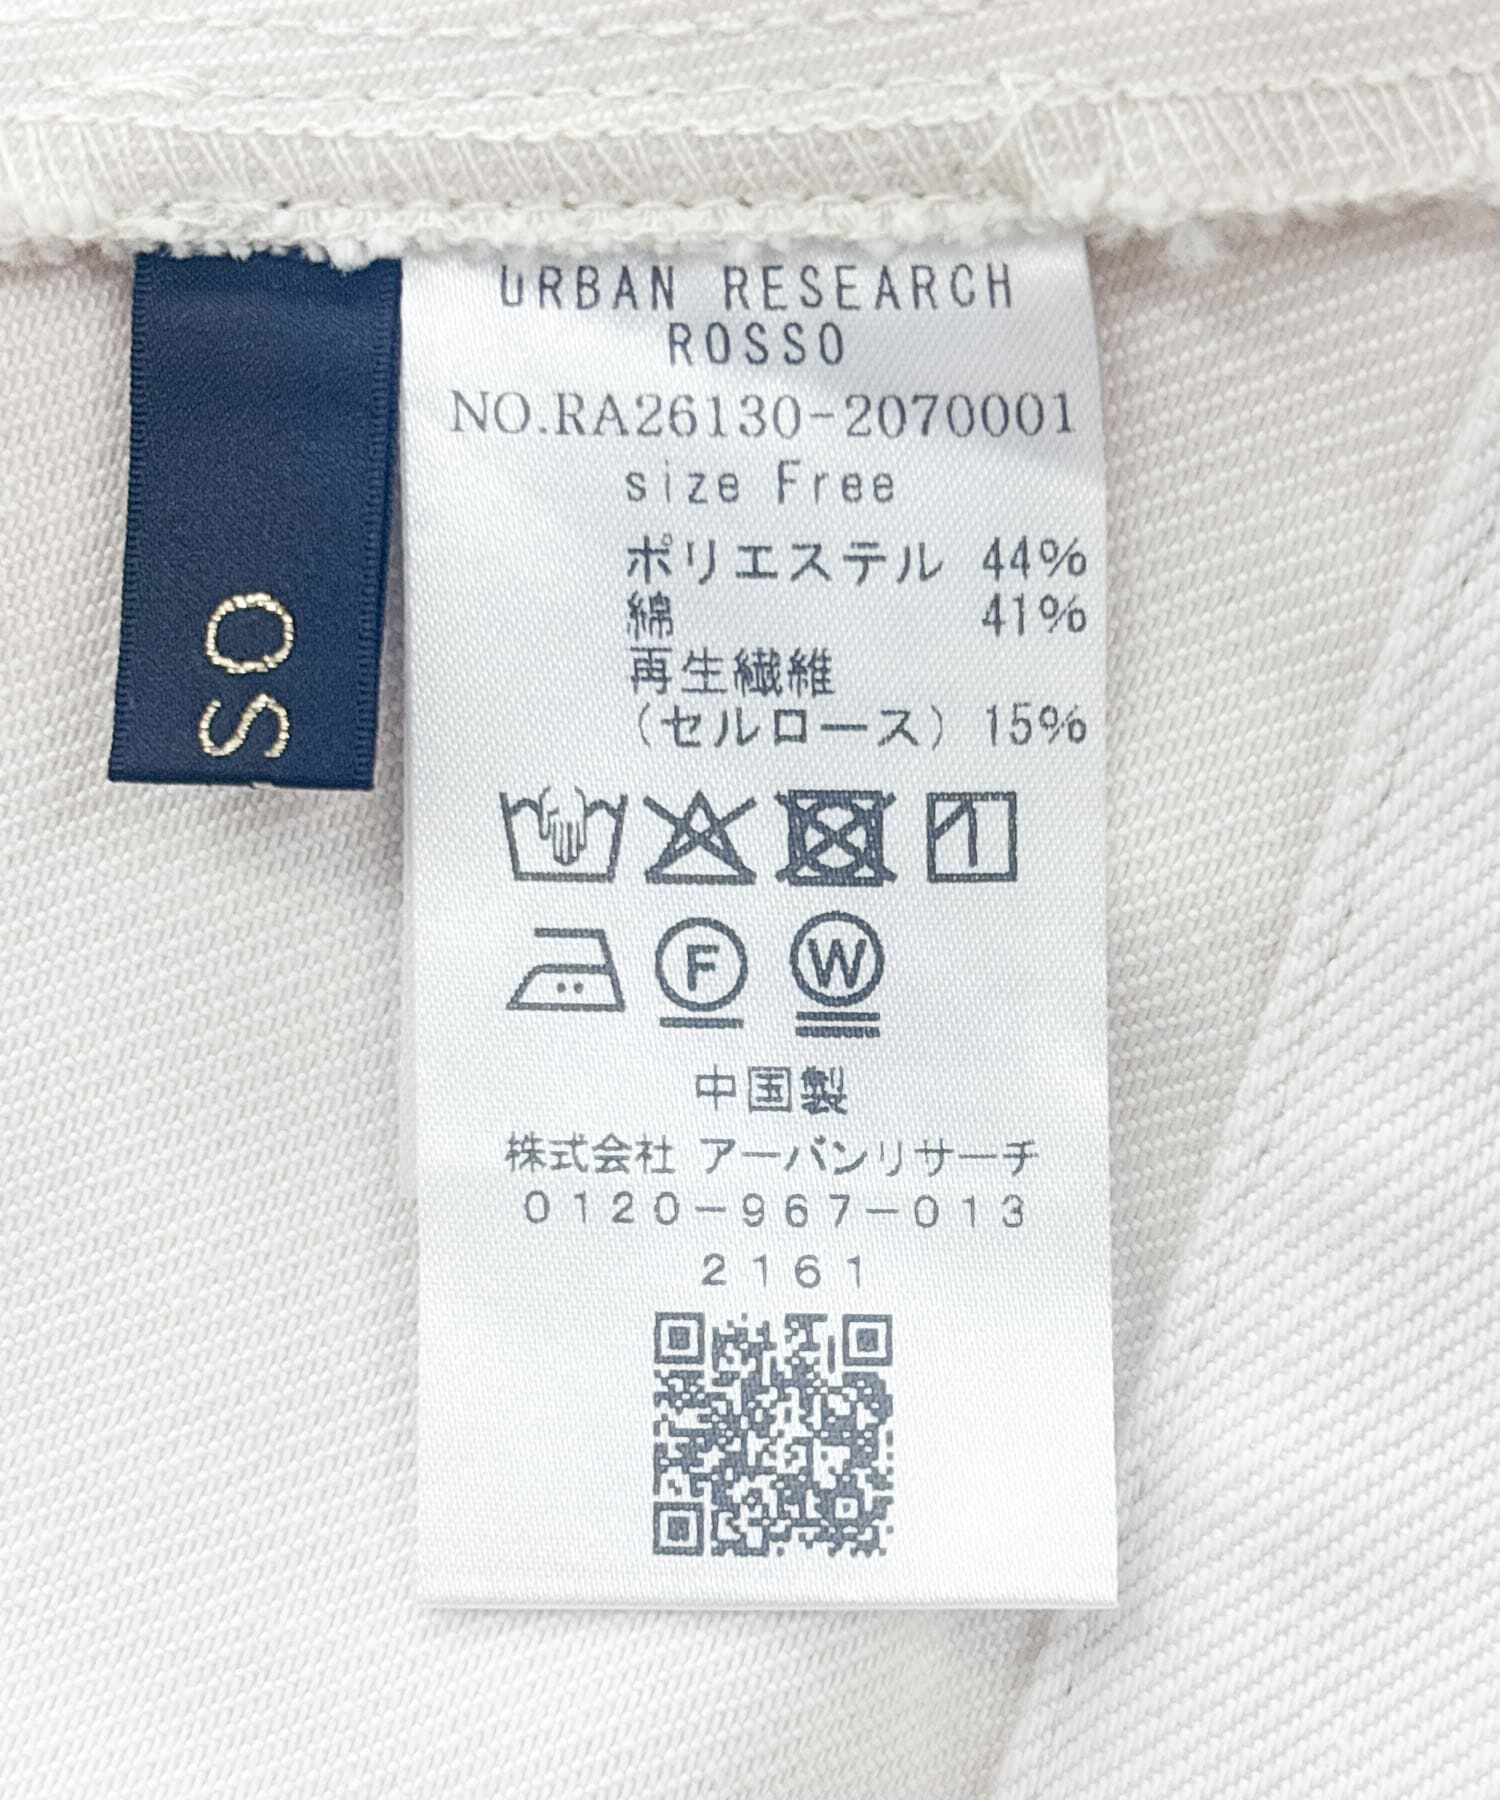 URBAN RESEARCH
ROSSO
NO.RA26130-2070001
size Free
ポリエステル 44%
綿 41%
再生繊維
(セルロース) 15%
F
W
中国製
株式会社 アーバンリサーチ
0120-967-013
2161
SO